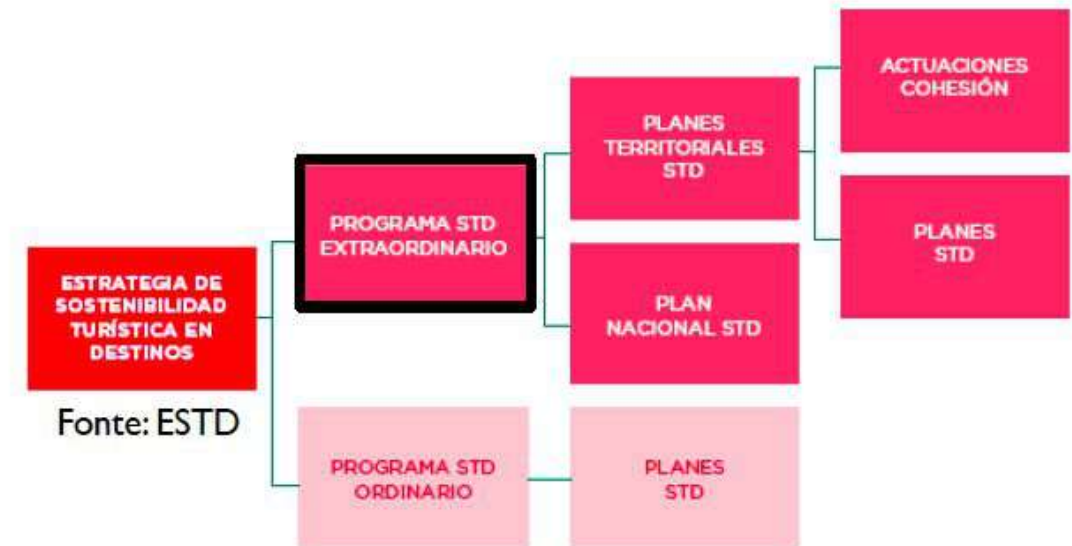 ESTRATEGIA DE
SOSTENIBILIDAD
TURÍSTICA EN
DESTINOS
Fonte: ESTD
PROGRAMA STD
EXTRAORDINARIO
PLANES
TERRITORIALES
STD
ACTUACIONES
COHESIÓN
PLANES
STD
PLAN
NACIONAL STD
PROGRAMA STD
ORDINARIO
PLANES
STD